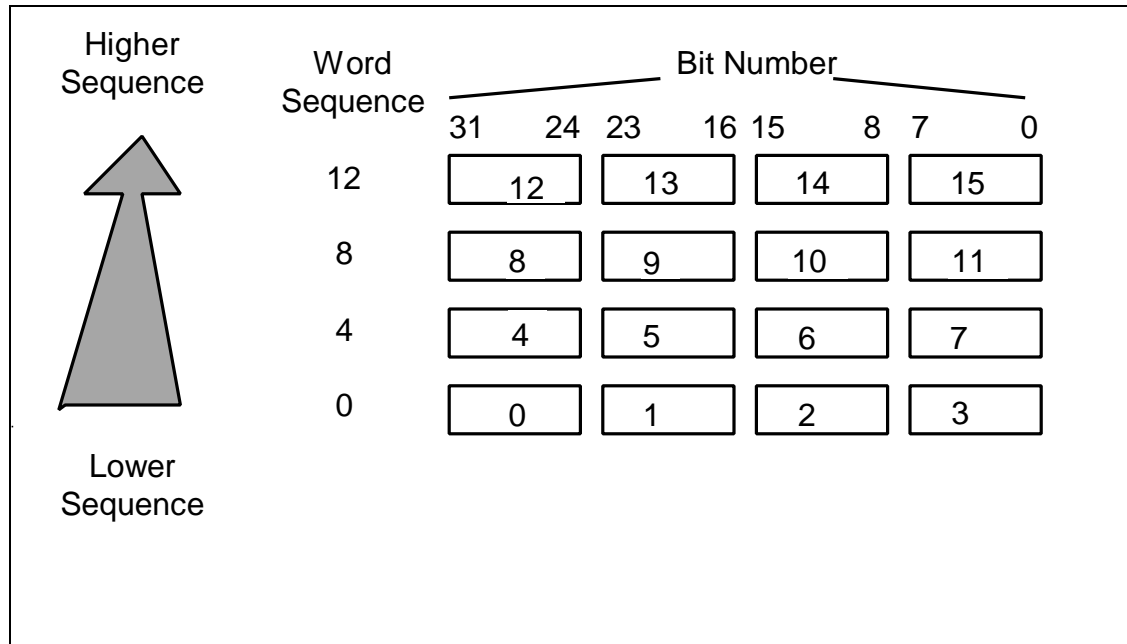 Higher
Sequence
Word
Sequence
Bit Number
31 24 23 16 15 8 7 0
12 12 13 14 15
8 8 9 10 11
4 4 5 6 7
0 0 1 2 3
Lower
Sequence